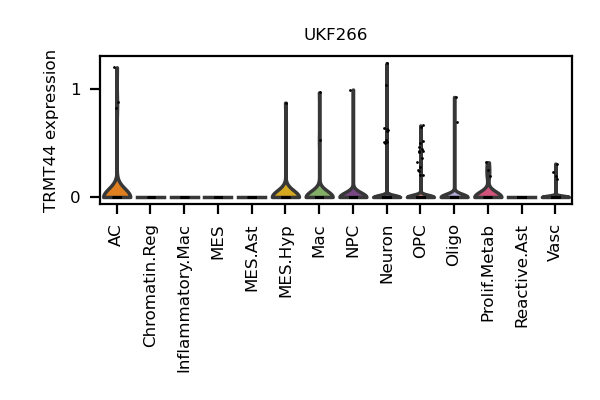 UKF266
TRMT44 expression
1
0
AC
Chromatin.Reg
Inflammatory.Mac
MES
MES.Ast
MES.Hyp
Mac
NPC
Neuron
OPC
Oligo
Prolif.Metab
Reactive.Ast
Vasc